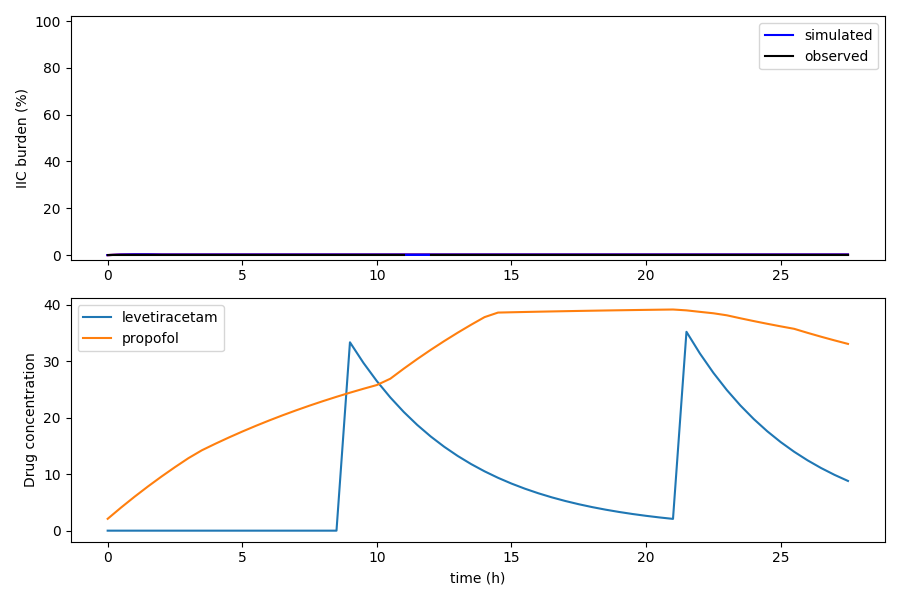 IIC burden (%)
100
80
60
40
20
0
simulated
observed
0 5 10 15 20 25
Drug concentration
40
30
20
10
0
levetiracetam
propofol
0 5 10 15 20 25
time (h)